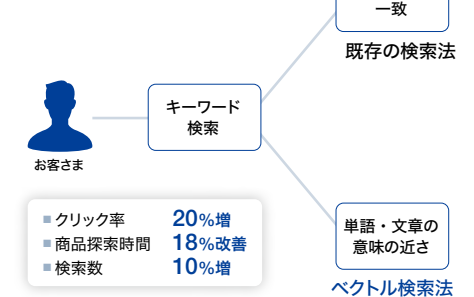 一致
既存の検索法
キーワード
検索
お客さま
■クリック率 20%増
■商品探索時間 18%改善
■検索数 10%増
単語・文章の
意味の近さ
ベクトル検索法